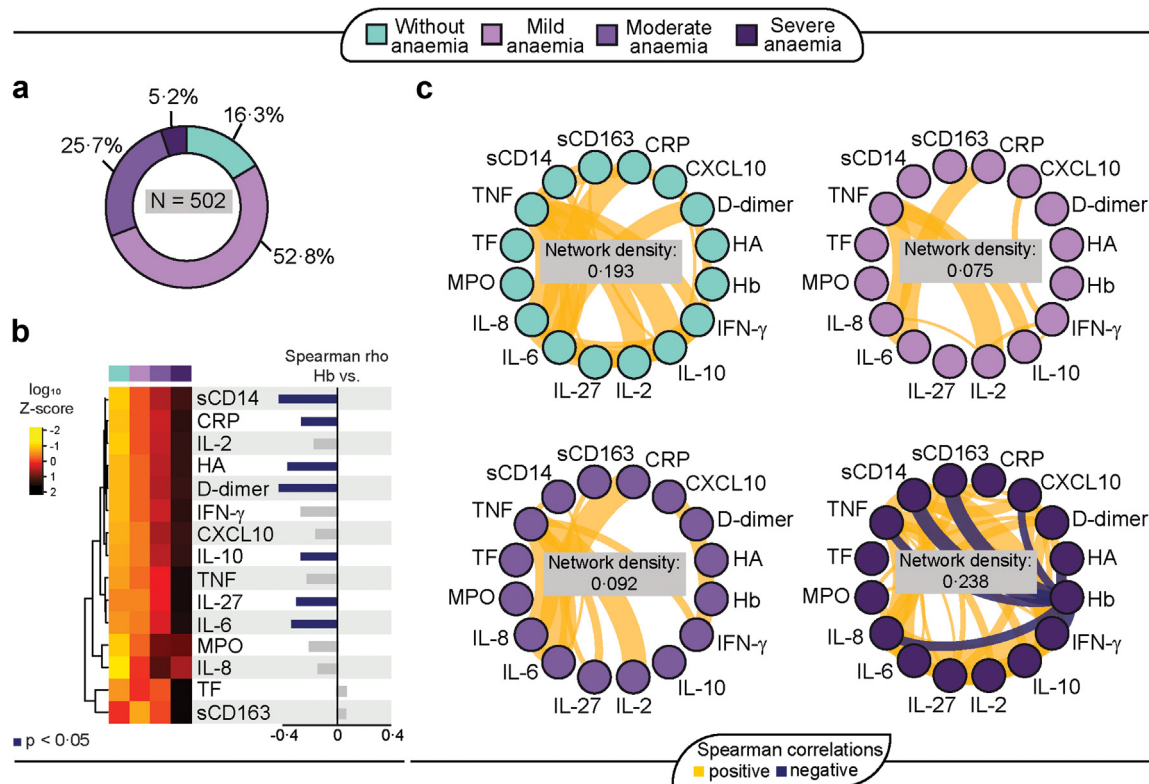 Without anaemia
Mild anaemia
Moderate anaemia
Severe anaemia
a
5·2%
16·3%
25·7%
N = 502
52·8%
b
log₁₀
Z-score
-2
-1
0
1
2
Spearman rho
Hb vs.
sCD14
CRP
IL-2
HA
D-dimer
IFN-γ
CXCL10
IL-10
TNF
IL-27
IL-6
MPO
IL-8
TF
sCD163
-0·4
0
0·4
p < 0·05
c
sCD163
CRP
sCD14
CXCL10
TNF
D-dimer
TF
HA
Network density:
0·193
MPO
Hb
IL-8
IFN-γ
IL-6
IL-10
IL-27
IL-2
sCD163
CRP
sCD14
CXCL10
TNF
D-dimer
TF
HA
Network density:
0·075
MPO
Hb
IL-8
IFN-γ
IL-6
IL-10
IL-27
IL-2
sCD163
CRP
sCD14
CXCL10
TNF
D-dimer
TF
HA
Network density:
0·092
MPO
Hb
IL-8
IFN-γ
IL-6
IL-10
IL-27
IL-2
sCD163
CRP
sCD14
CXCL10
TNF
D-dimer
TF
HA
Network density:
0·238
MPO
Hb
IL-8
IFN-γ
IL-6
IL-10
IL-27
IL-2
Spearman correlations
positive
negative